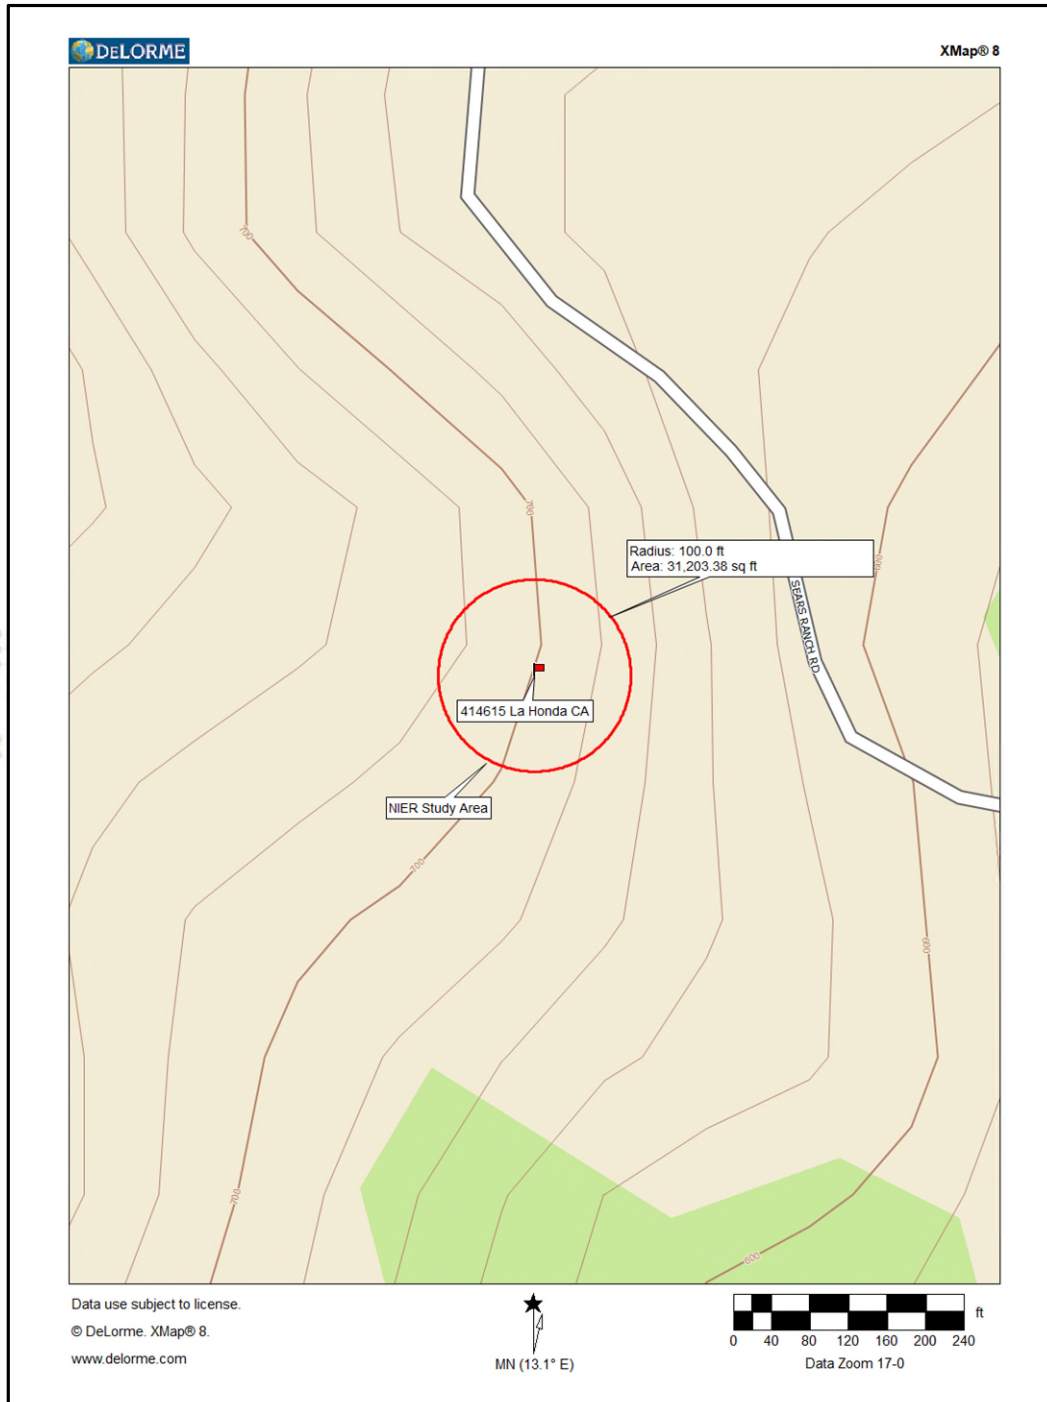 DELORME
XMap® 8
700
700
Radius: 100.0 ft
Area: 31,203.38 sq ft
SEARS RANCH RD
414615 La Honda CA
NIER Study Area
700
700
Data use subject to license.
© DeLorme. XMap® 8.
www.delorme.com
MN (13.1° E)
ft
0 40 80 120 160 200 240
Data Zoom 17-0